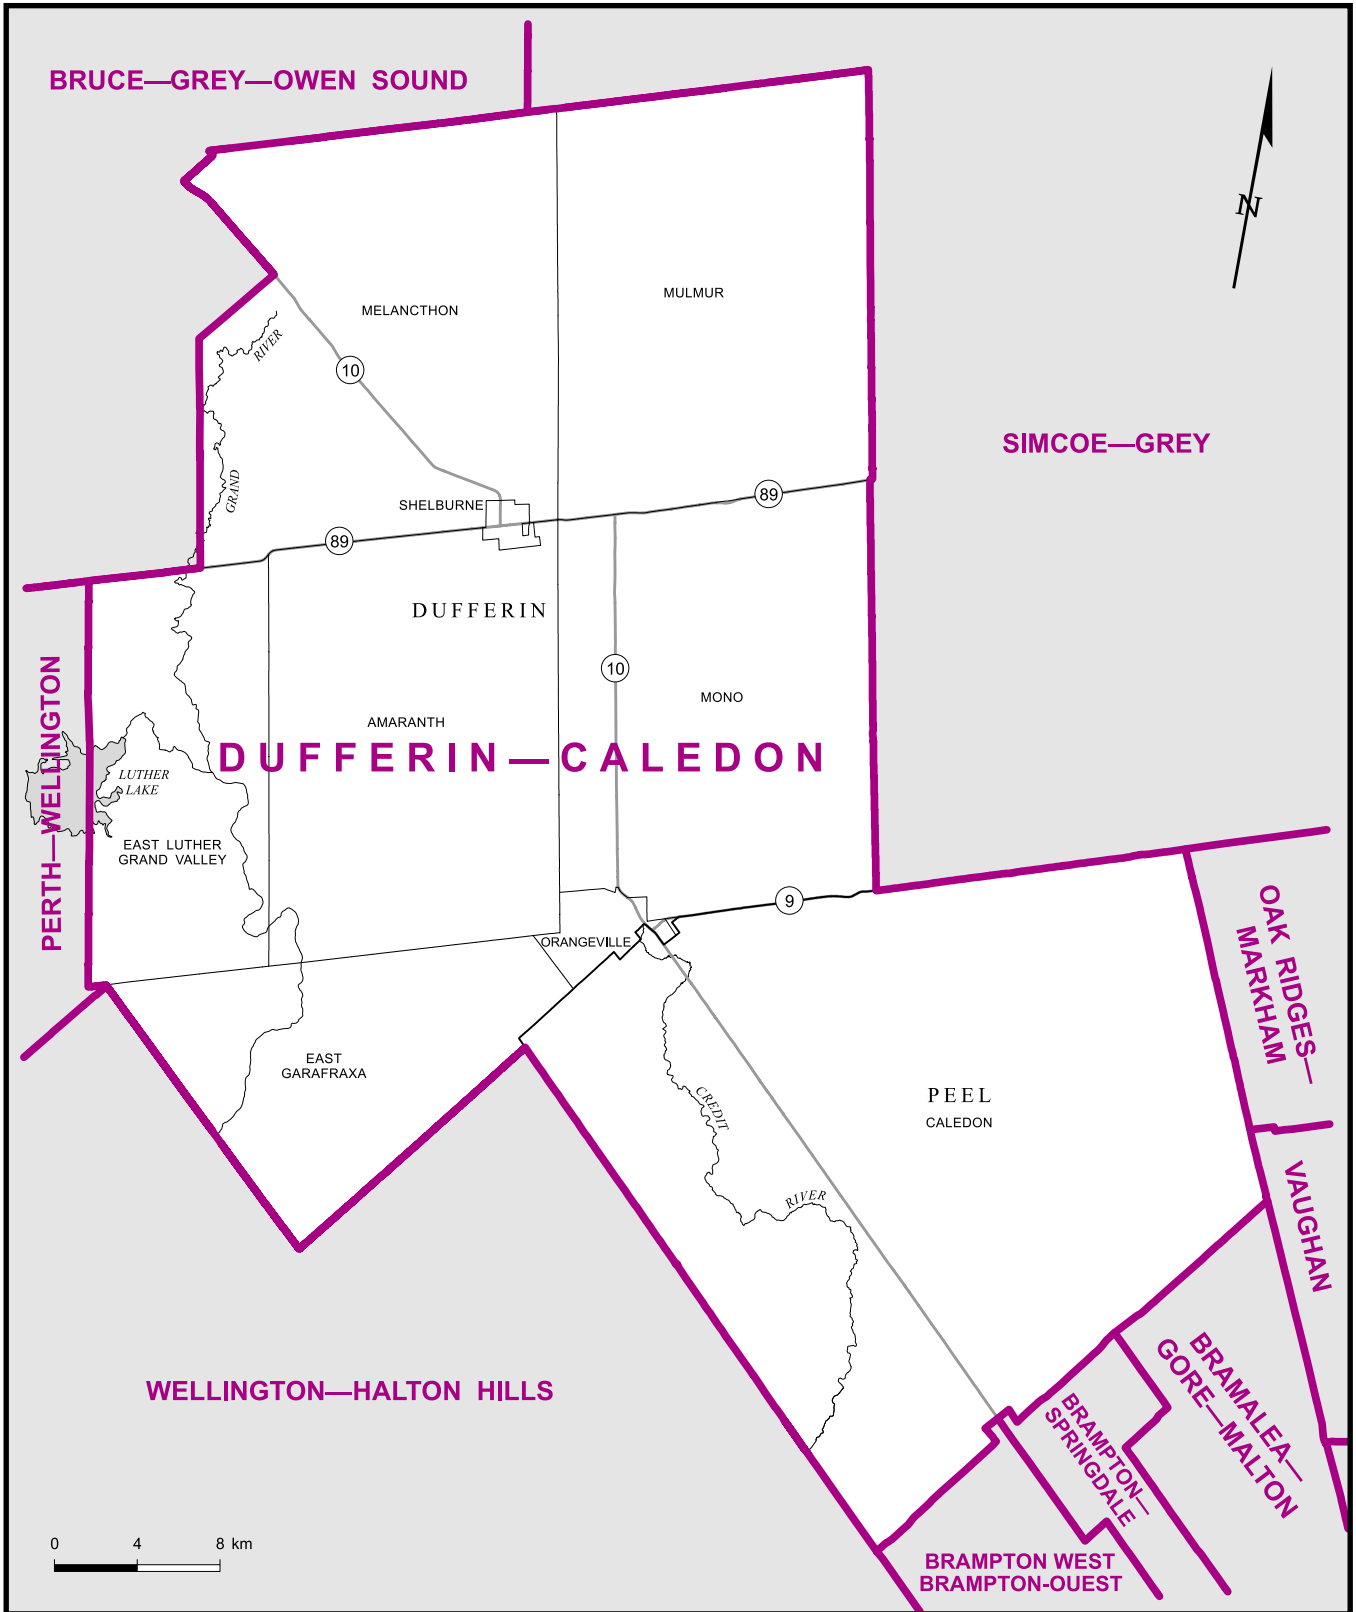 BRUCE—GREY—OWEN SOUND
N
MULMUR
MELANCTHON
RIVER
10
SIMCOE—GREY
GRAND
89
SHELBURNE
89
DUFFERIN
10
PERTH—WELLINGTON
MONO
AMARANTH
DUFFERIN—CALEDON
LUTHER
LAKE
EAST LUTHER
GRAND VALLEY
9
OAK RIDGES—
MARKHAM
ORANGEVILLE
EAST
GARAFRAXA
PEEL
CALEDON
CREDIT
RIVER
VAUGHAN
WELLINGTON—HALTON HILLS
BRAMALEA—
GORE—MALTON
BRAMPTON—
SPRINGDALE
0 4 8 km
BRAMPTON WEST
BRAMPTON-OUEST